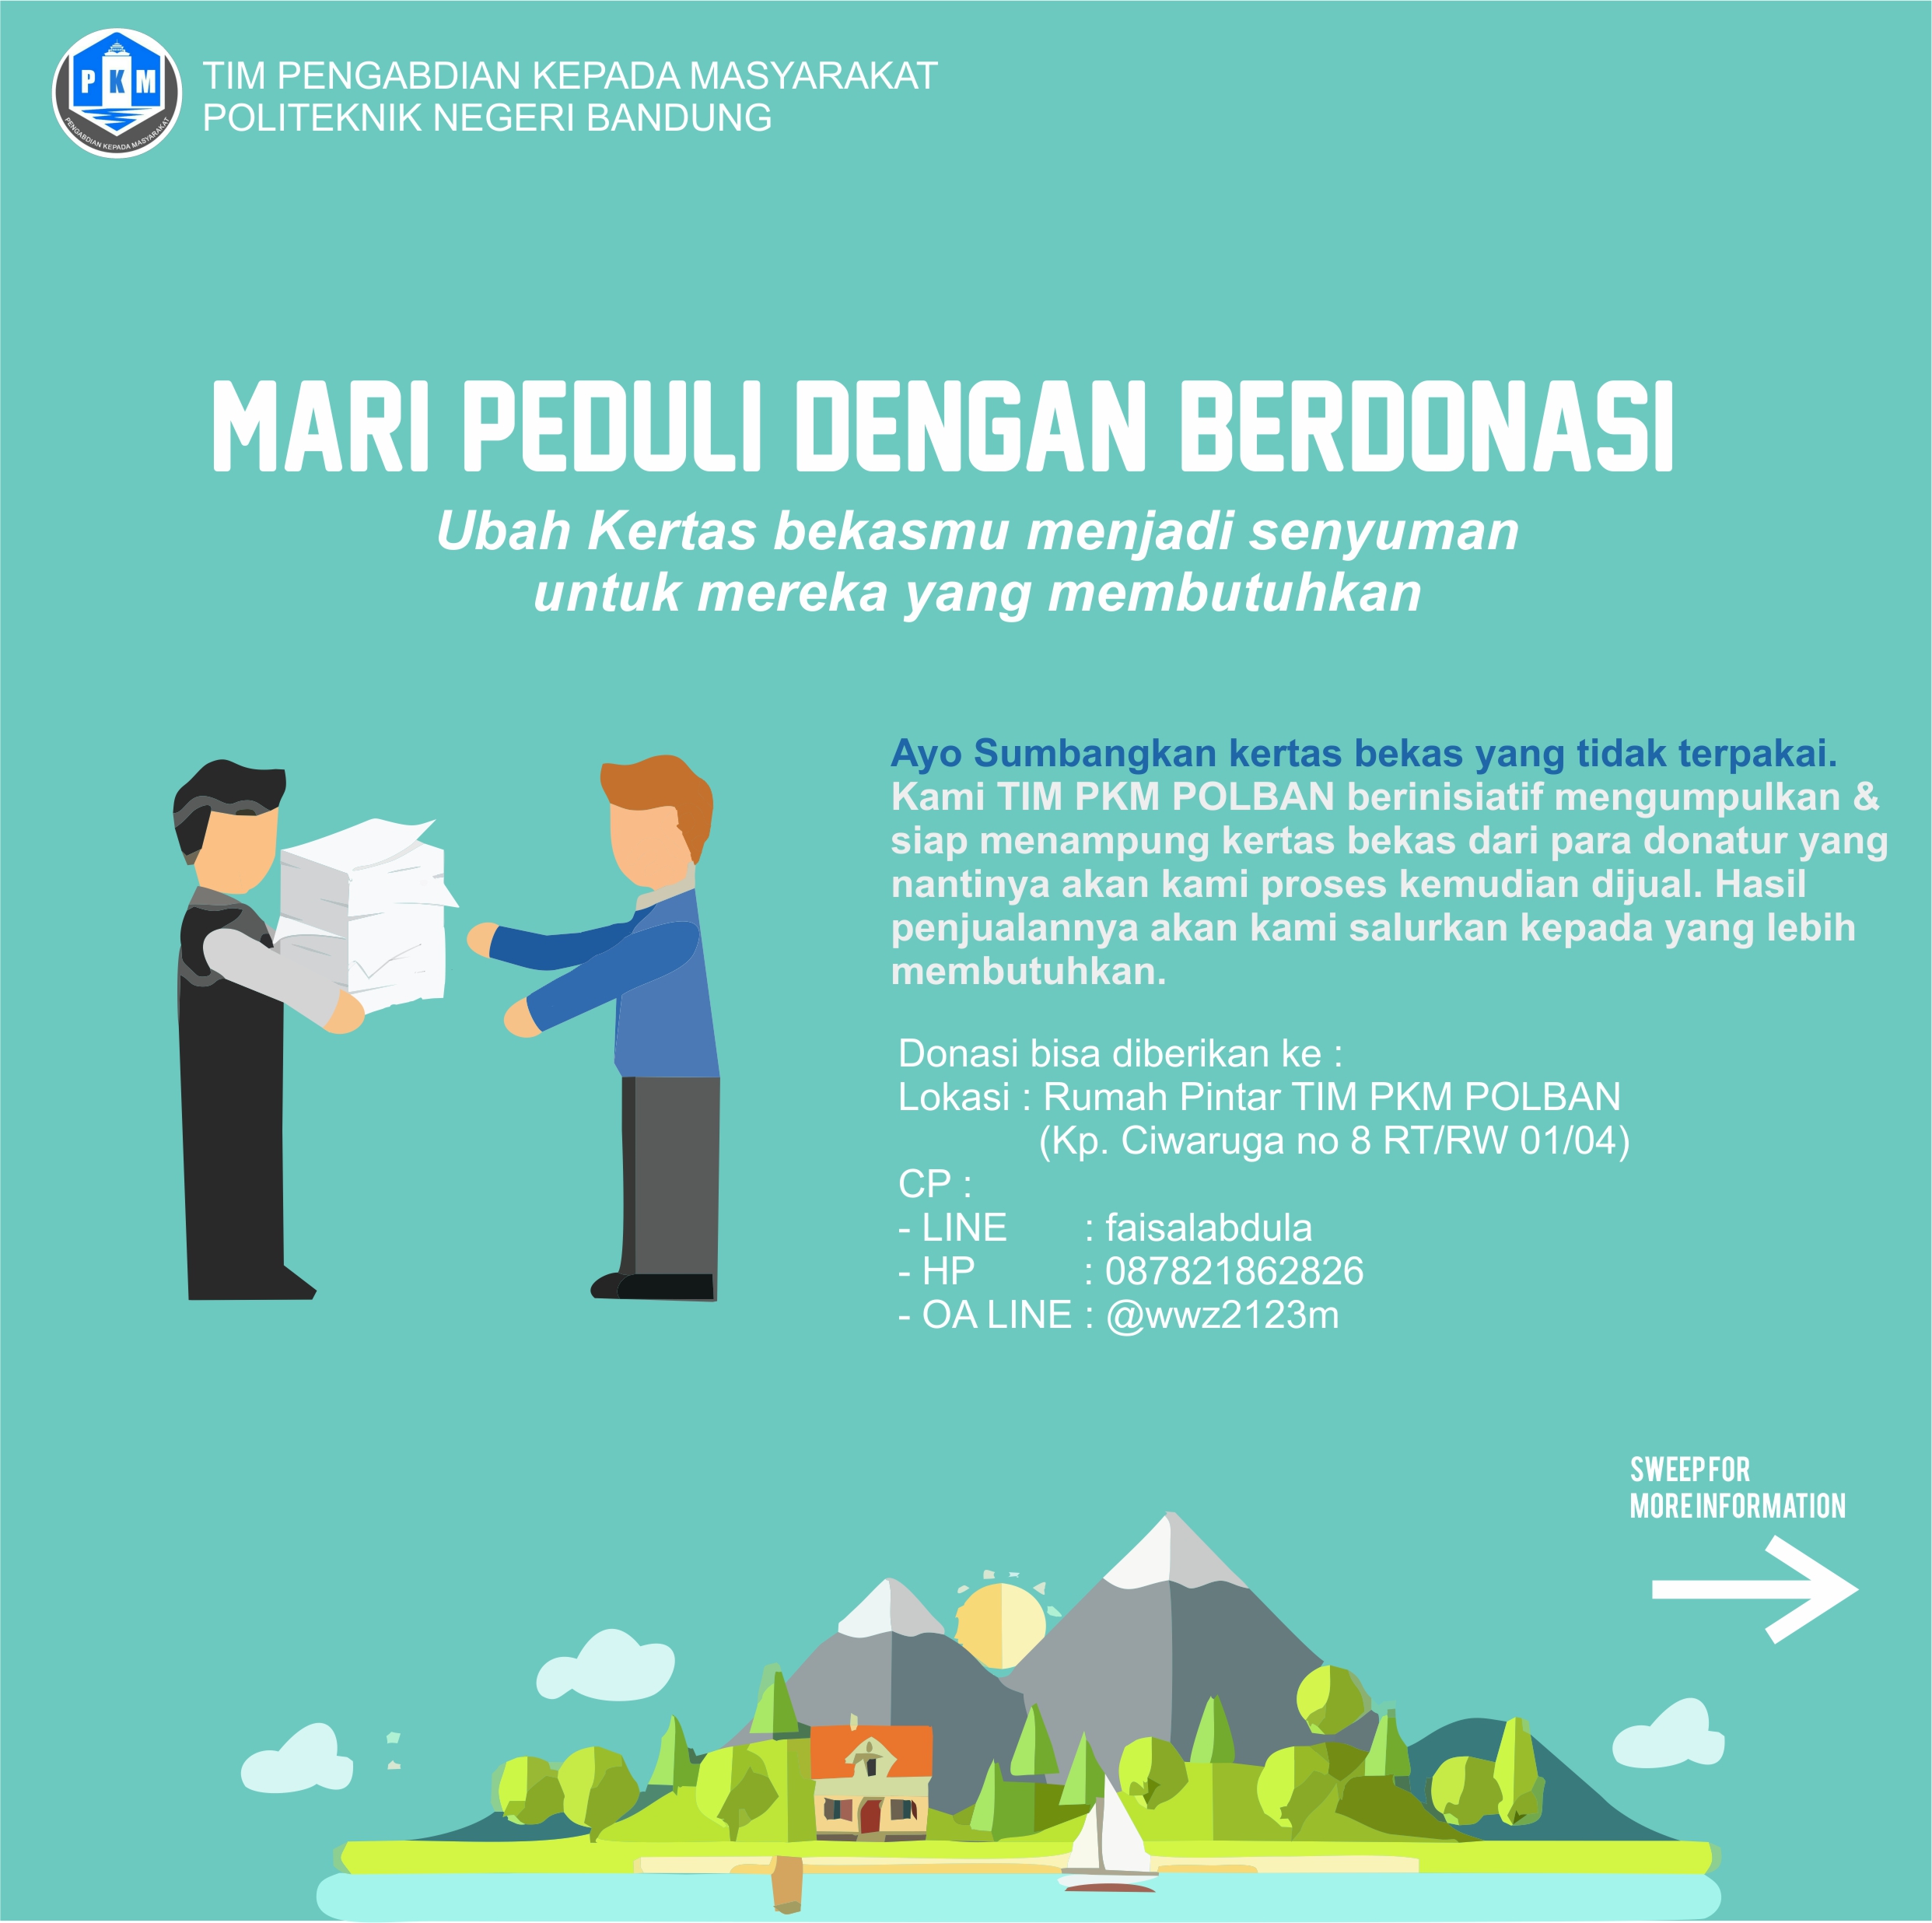 P K M
PENGABDIAN KEPADA MASYARAKAT
TIM PENGABDIAN KEPADA MASYARAKAT
POLITEKNIK NEGERI BANDUNG
MARI PEDULI DENGAN BERDONASI
Ubah Kertas bekasmu menjadi senyuman
untuk mereka yang membutuhkan
Ayo Sumbangkan kertas bekas yang tidak terpakai.
Kami TIM PKM POLBAN berinisiatif mengumpulkan &
siap menampung kertas bekas dari para donatur yang
nantinya akan kami proses kemudian dijual. Hasil
penjualannya akan kami salurkan kepada yang lebih
membutuhkan.
Donasi bisa diberikan ke :
Lokasi : Rumah Pintar TIM PKM POLBAN
(Kp. Ciwaruga no 8 RT/RW 01/04)
CP :
- LINE : faisalabdula
- HP : 087821862826
- OA LINE : @wwz2123m
SWEEP FOR
MORE INFORMATION